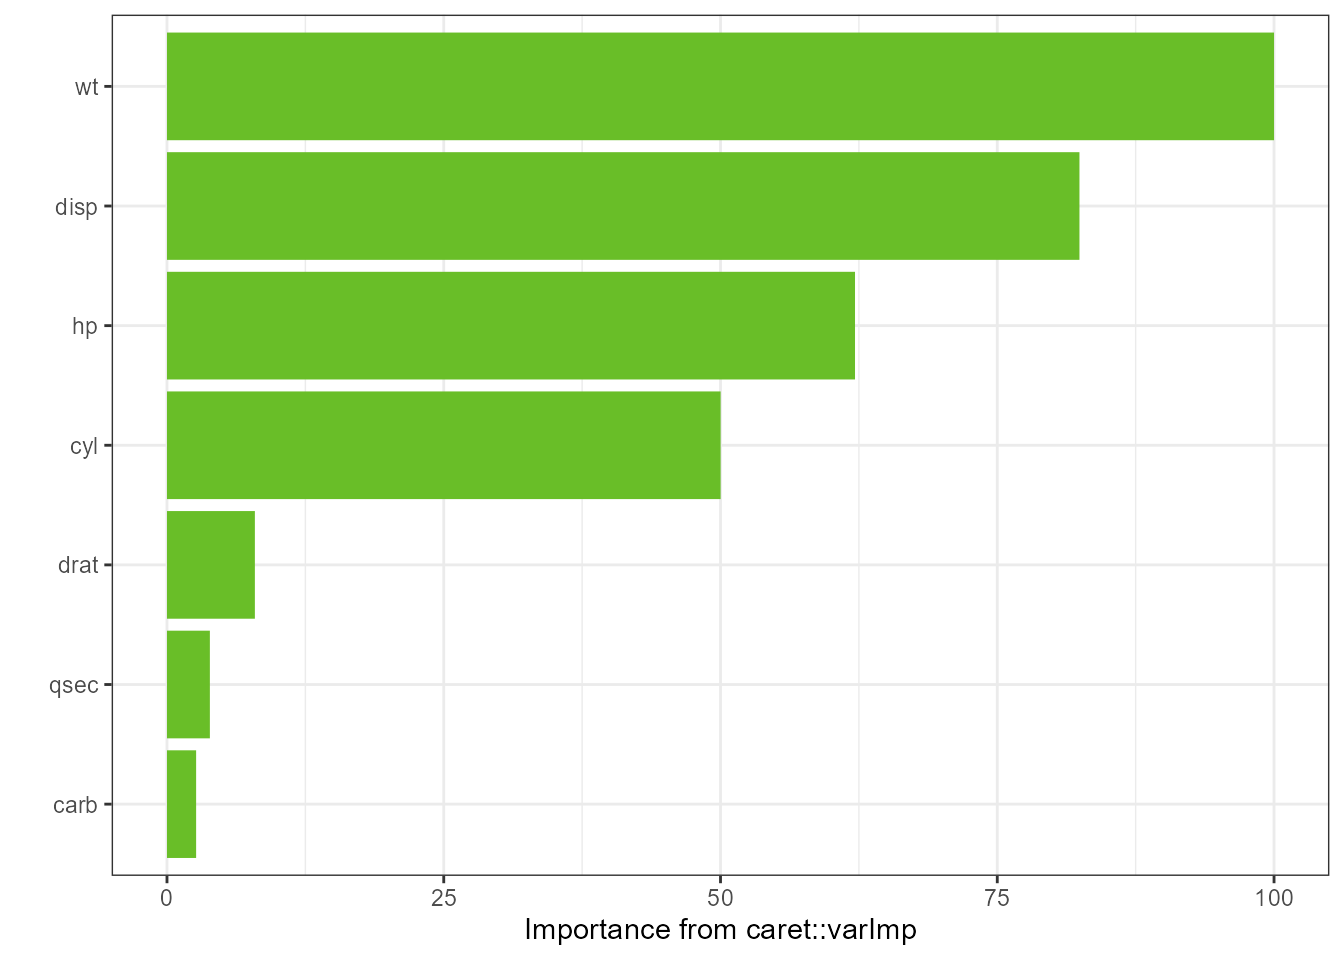 wt
disp
hp
cyl
drat
qsec
carb
0 25 50 75 100
Importance from caret::varImp